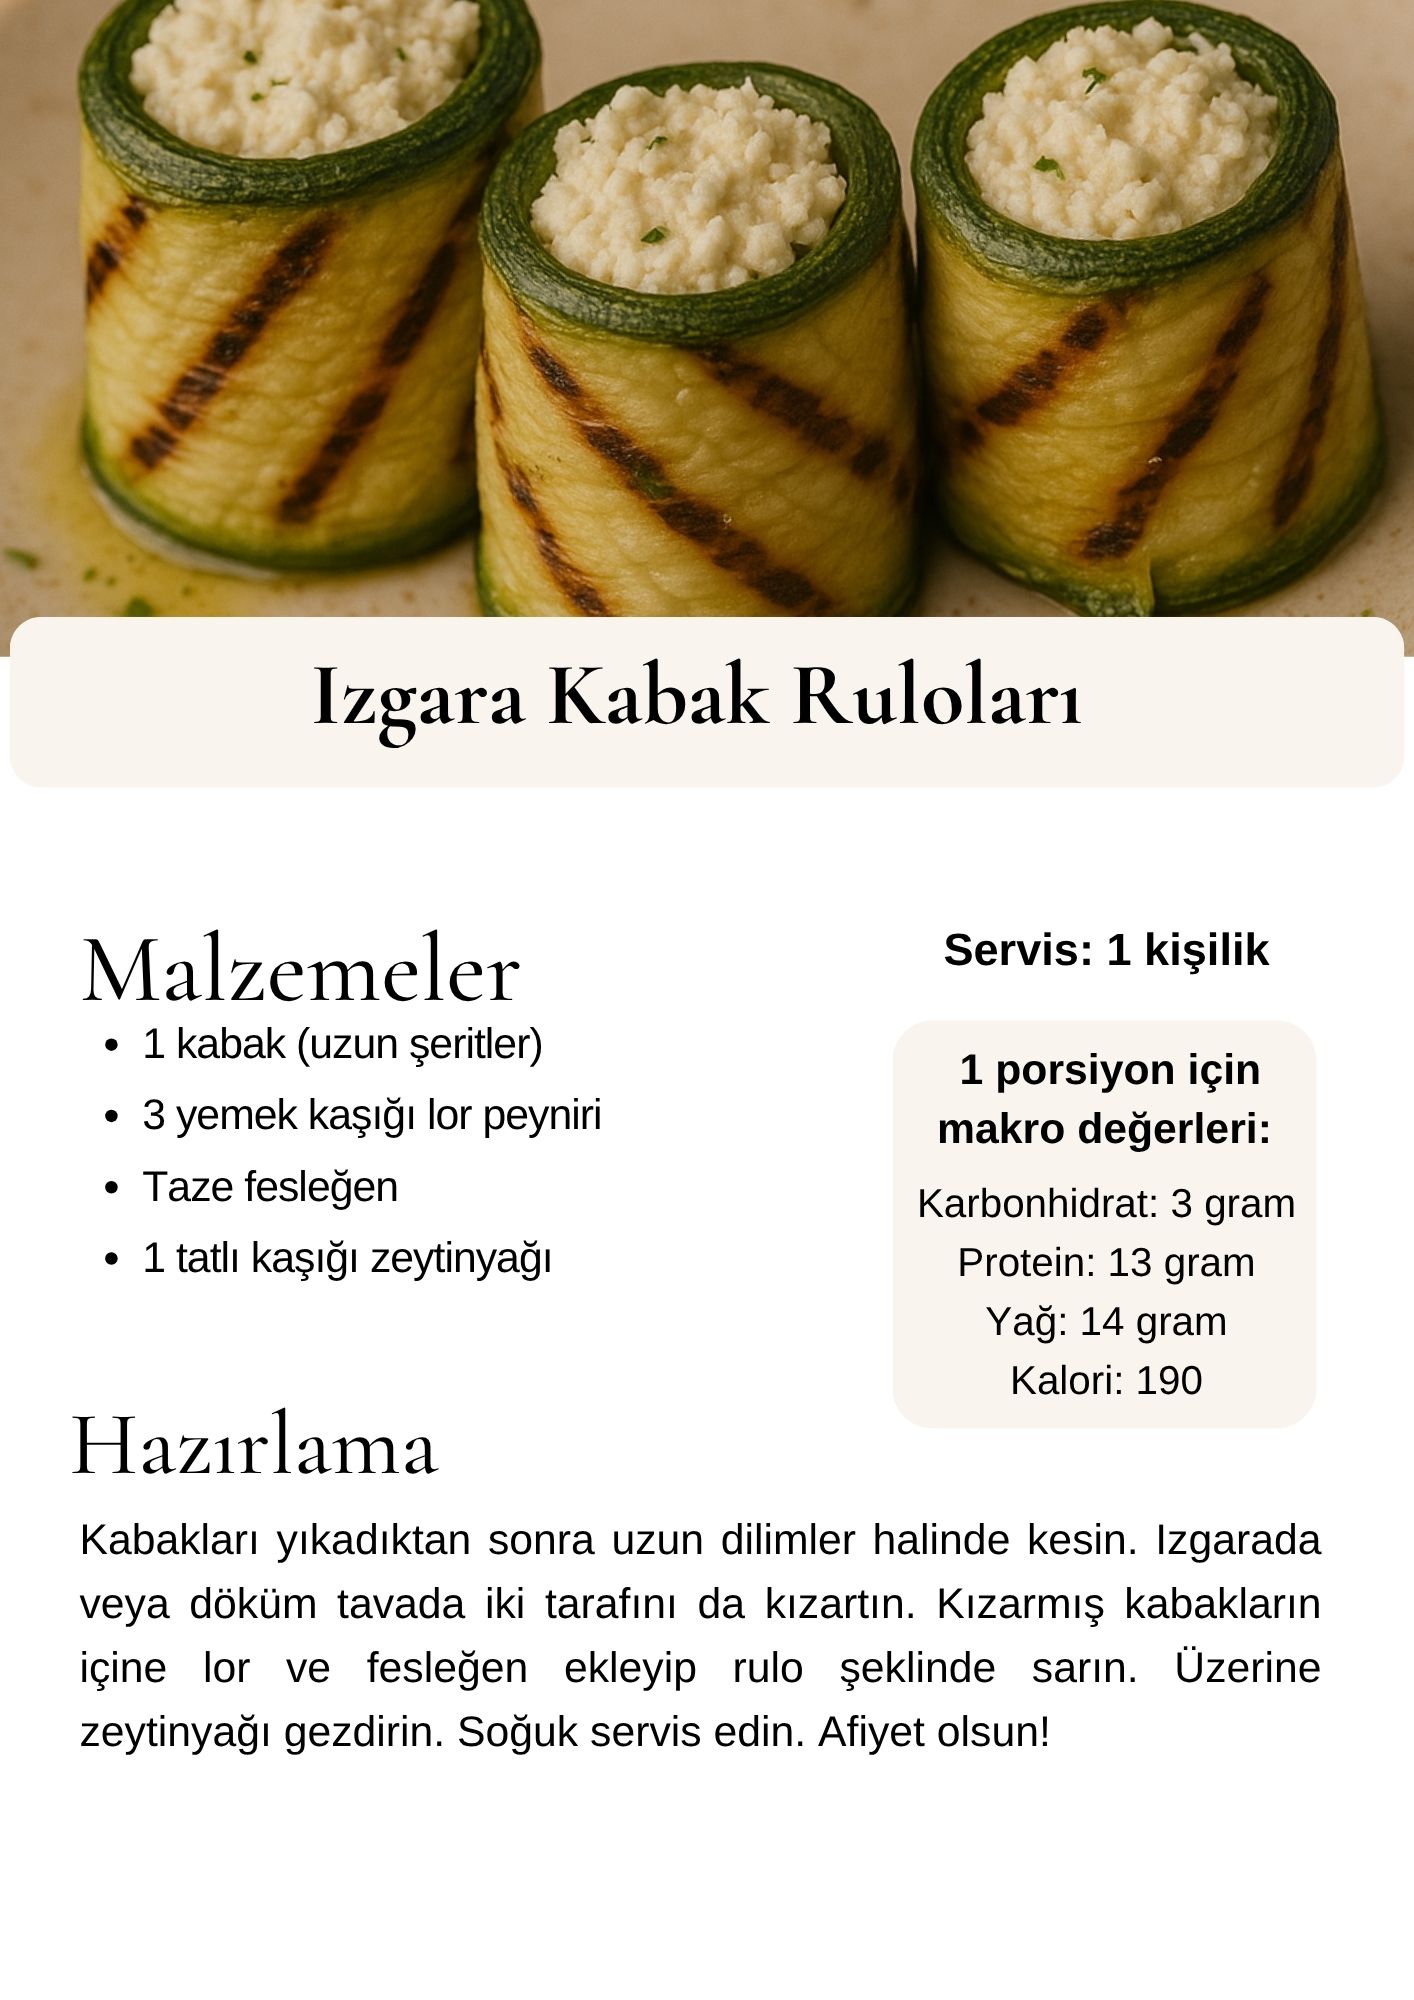 Izgara Kabak Ruloları
Malzemeler
• 1 kabak (uzun şeritler)
• 3 yemek kaşığı lor peyniri
• Taze fesleğen
• 1 tatlı kaşığı zeytinyağı
Servis: 1 kişilik
1 porsiyon için
makro değerleri:
Karbonhidrat: 3 gram
Protein: 13 gram
Yağ: 14 gram
Kalori: 190
Hazırlama
Kabakları yıkadıktan sonra uzun dilimler halinde kesin. Izgarada
veya döküm tavada iki tarafını da kızartın. Kızarmış kabakların
içine lor ve fesleğen ekleyip rulo şeklinde sarın. Üzerine
zeytinyağı gezdirin. Soğuk servis edin. Afiyet olsun!